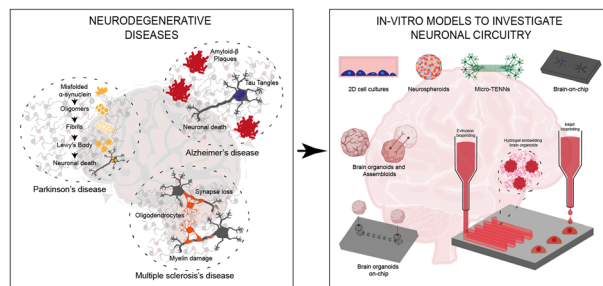 NEURODEGENERATIVE
DISEASES
Misfolded
α-synuclein
Oligomers
Fibrils
Lewy's Body
Neuronal death
Parkinson's disease
Amyloid-β
Plaques
Tau Tangles
Neuronal death
Alzheimer's disease
Synapse loss
Oligodendrocytes
Myelin damage
Multiple sclerosis's disease
IN-VITRO MODELS TO INVESTIGATE
NEURONAL CIRCUITRY
2D cell cultures
Neurospheroids
Micro-TENNs
Brain-on-chip
Brain organoids and
Assembloids
Extrusion
bioprinting
Hydrogel embedding
brain organoids
Inkjet
bioprinting
Brain organoids
on-chip